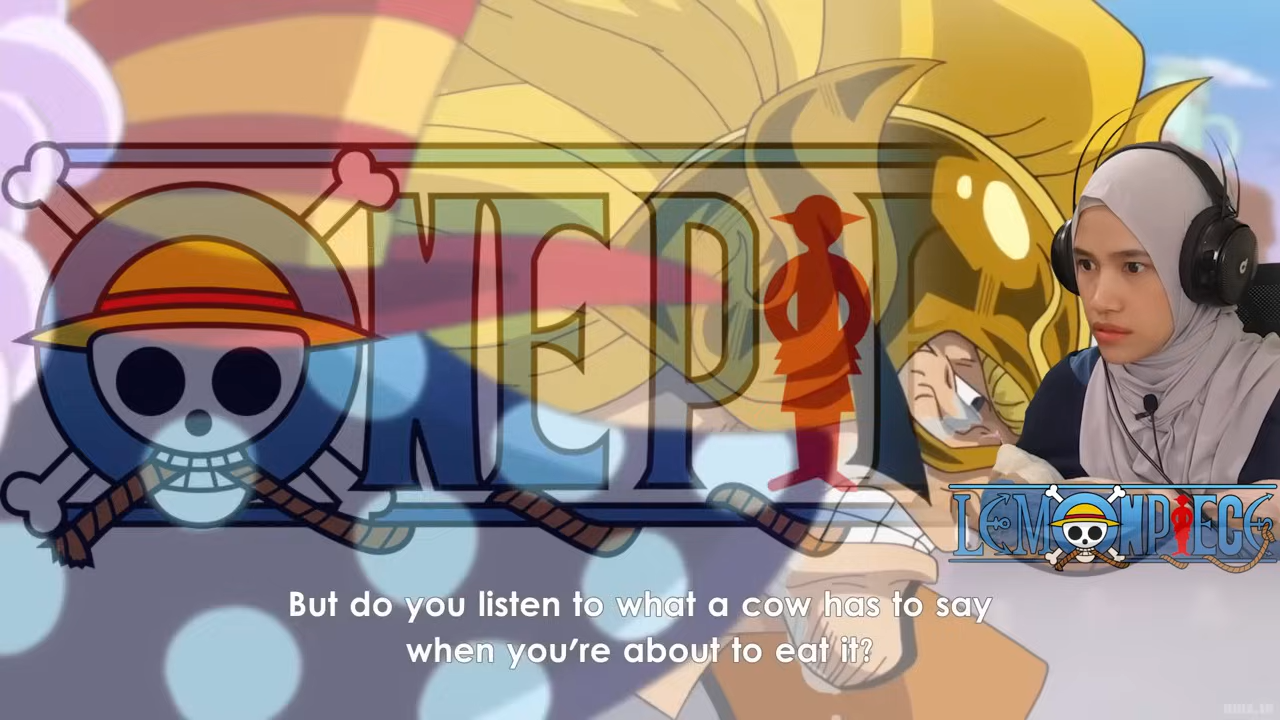 ONE PI
LEMONPIECE
But do you listen to what a cow has to say
when you're about to eat it?